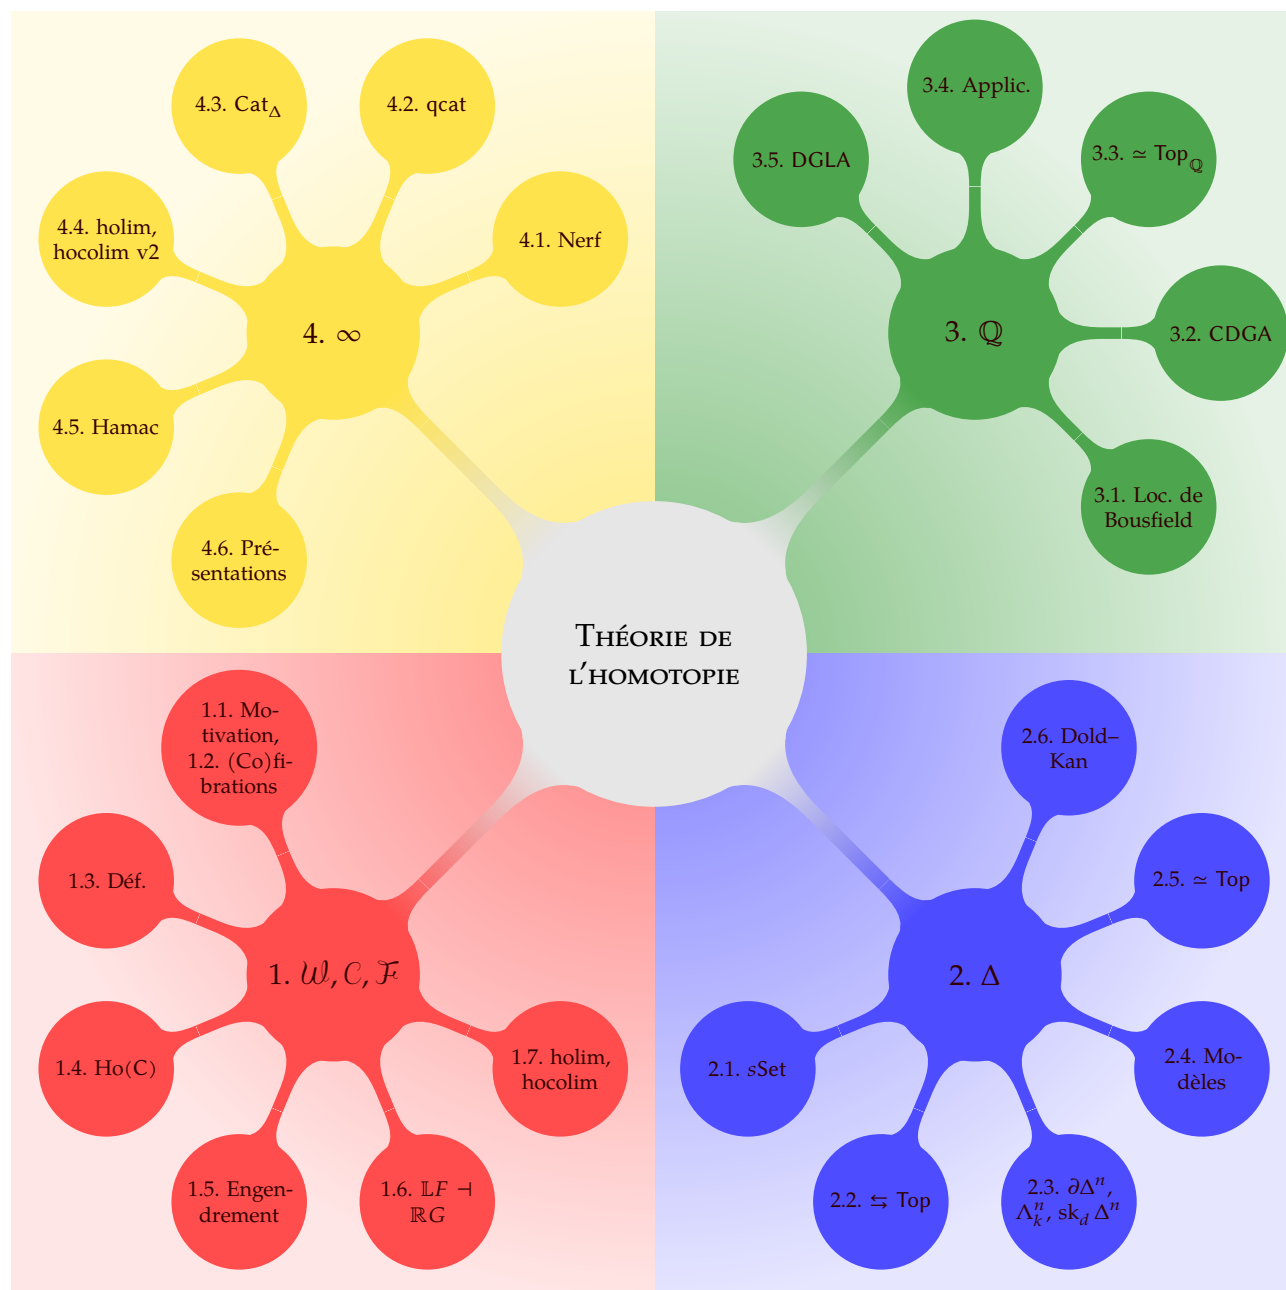 Théorie de
l'homotopie
1. 𝒲, 𝒞, ℱ
1.1. Mo-
tivation,
1.2. (Co)fi-
brations
1.3. Déf.
1.4. Ho(C)
1.5. Engen-
drement
1.6. 𝕃F ⊣
ℝG
1.7. holim,
hocolim
2. Δ
2.1. sSet
2.2. ⇆ Top
2.3. ∂Δⁿ,
Λₖⁿ, sk_d Δⁿ
2.4. Mo-
dèles
2.5. ≃ Top
2.6. Dold–
Kan
3. ℚ
3.1. Loc. de
Bousfield
3.2. CDGA
3.3. ≃ Top_ℚ
3.4. Applic.
3.5. DGLA
4. ∞
4.1. Nerf
4.2. qcat
4.3. Cat_Δ
4.4. holim,
hocolim v2
4.5. Hamac
4.6. Pré-
sentations